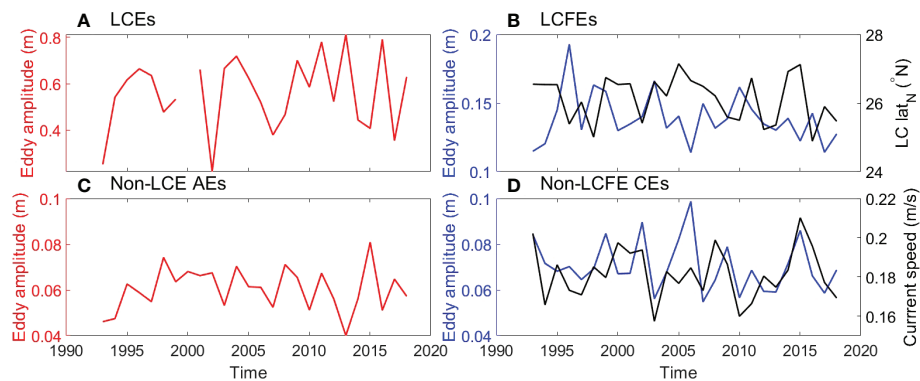 A LCEs
Eddy amplitude (m)
0.8
0.6
0.4
B LCFEs
Eddy amplitude (m)
0.2
0.15
0.1
28
26
24
LC lat_N (°N)
C Non-LCE AEs
Eddy amplitude (m)
0.1
0.08
0.06
0.04
1990 1995 2000 2005 2010 2015 2020
Time
D Non-LCFE CEs
Eddy amplitude (m)
0.1
0.08
0.06
0.04
0.22
0.2
0.18
0.16
Currrent speed (m/s)
1990 1995 2000 2005 2010 2015 2020
Time